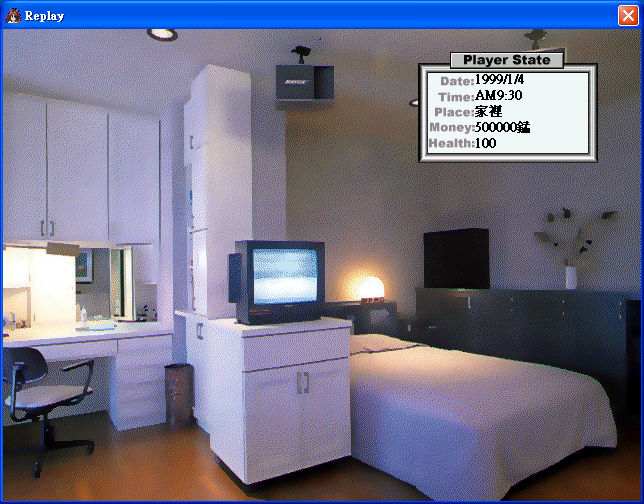 Replay
Player State
Date:1999/1/4
Time:AM9:30
Place:家裡
Money:500000錳
Health:100